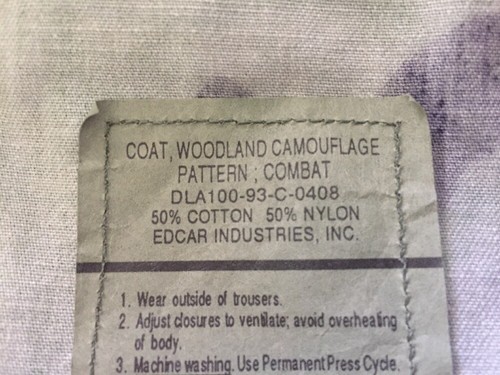 COAT, WOODLAND CAMOUFLAGE
PATTERN ; COMBAT
DLA100-93-C-0408
50% COTTON 50% NYLON
EDCAR INDUSTRIES, INC.
1. Wear outside of trousers.
2. Adjust closures to ventilate; avoid overheating
of body.
3. Machine washing. Use Permanent Press Cycle.